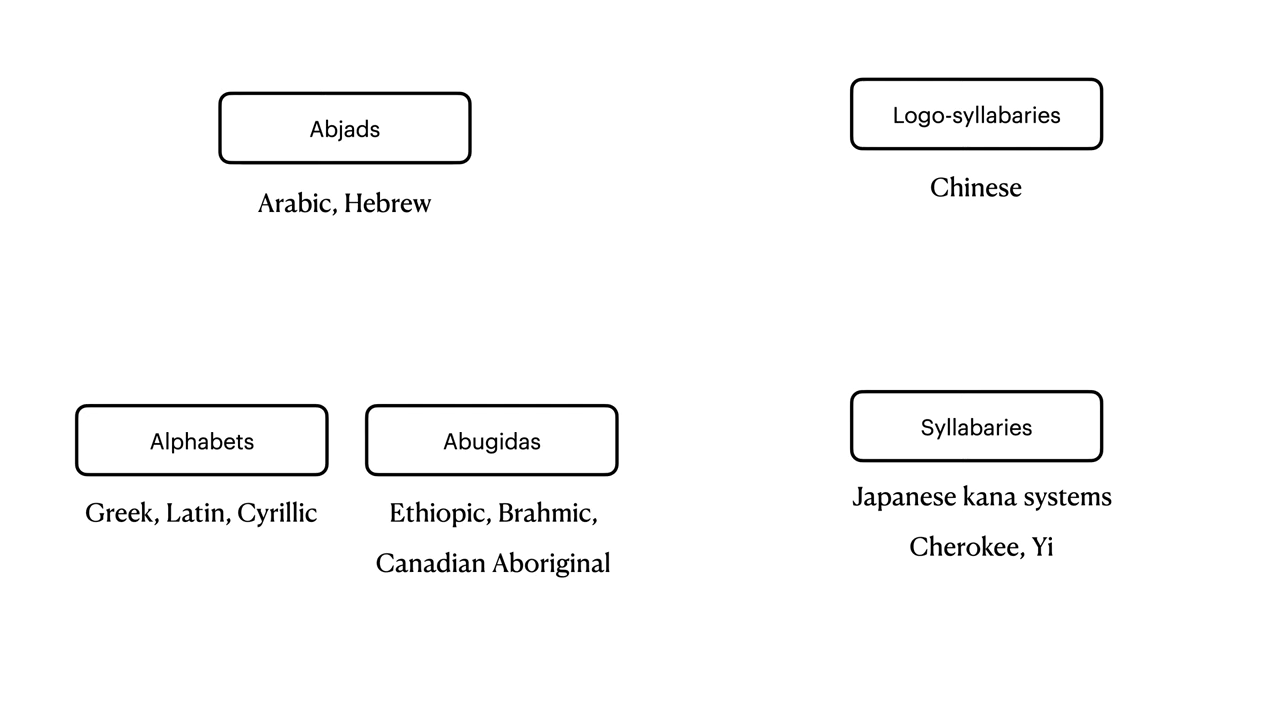 Abjads
Arabic, Hebrew
Logo-syllabaries
Chinese
Alphabets
Greek, Latin, Cyrillic
Abugidas
Ethiopic, Brahmic,
Canadian Aboriginal
Syllabaries
Japanese kana systems
Cherokee, Yi